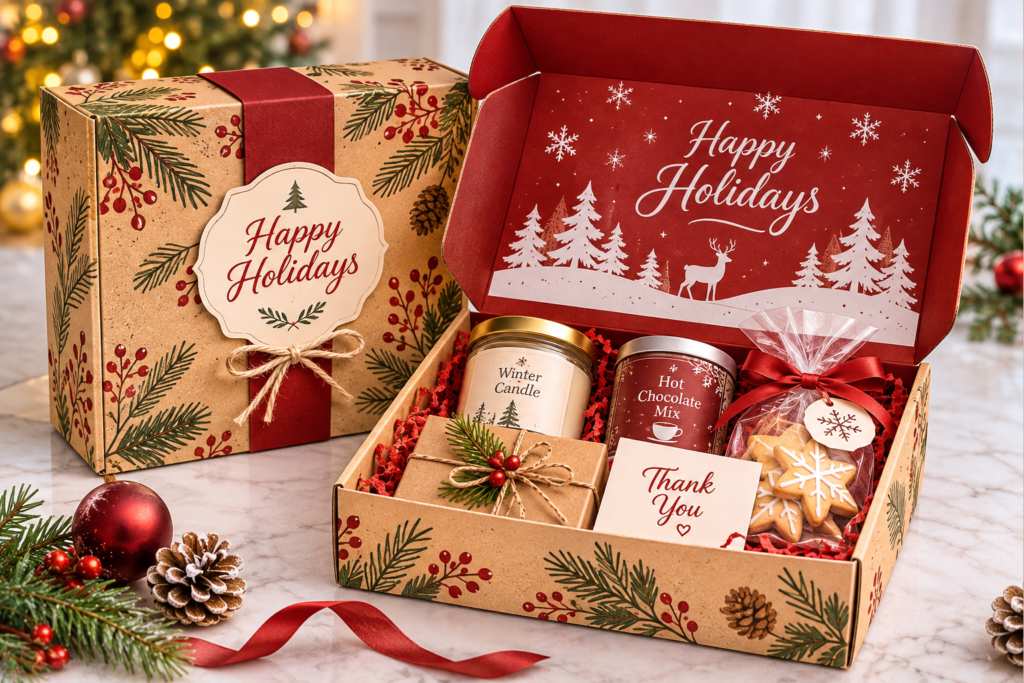 Happy
Holidays
Happy
Holidays
Winter
Candle
Hot
Chocolate
Mix
Thank
You